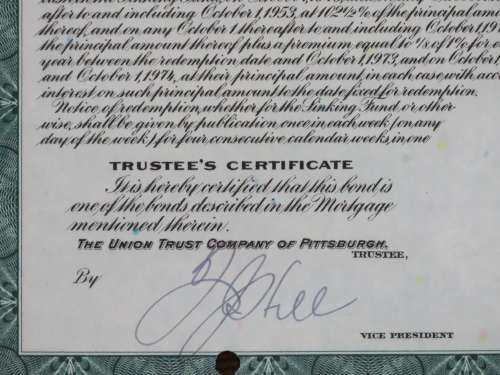 after to and including October 1, 1953, at 102½% of the principal amo
thereof, and on any October 1 thereafter to and including October 1, 19
the principal amount thereof plus a premium equal to ⅛ of 1% for e
year between the redemption date and October 1, 1973, and on October 1,
and October 1, 1974, at their principal amount, in each case, with acc
interest on such principal amount to the date fixed for redemption.
Notice of redemption, whether for the Sinking Fund or other-
wise, shall be given by publication, once in each week (on any
day of the week) for four consecutive calendar weeks, in one
TRUSTEE'S CERTIFICATE
It is hereby certified that this bond is
one of the bonds described in the Mortgage
mentioned therein.
THE UNION TRUST COMPANY OF PITTSBURGH,
TRUSTEE,
By
VICE PRESIDENT